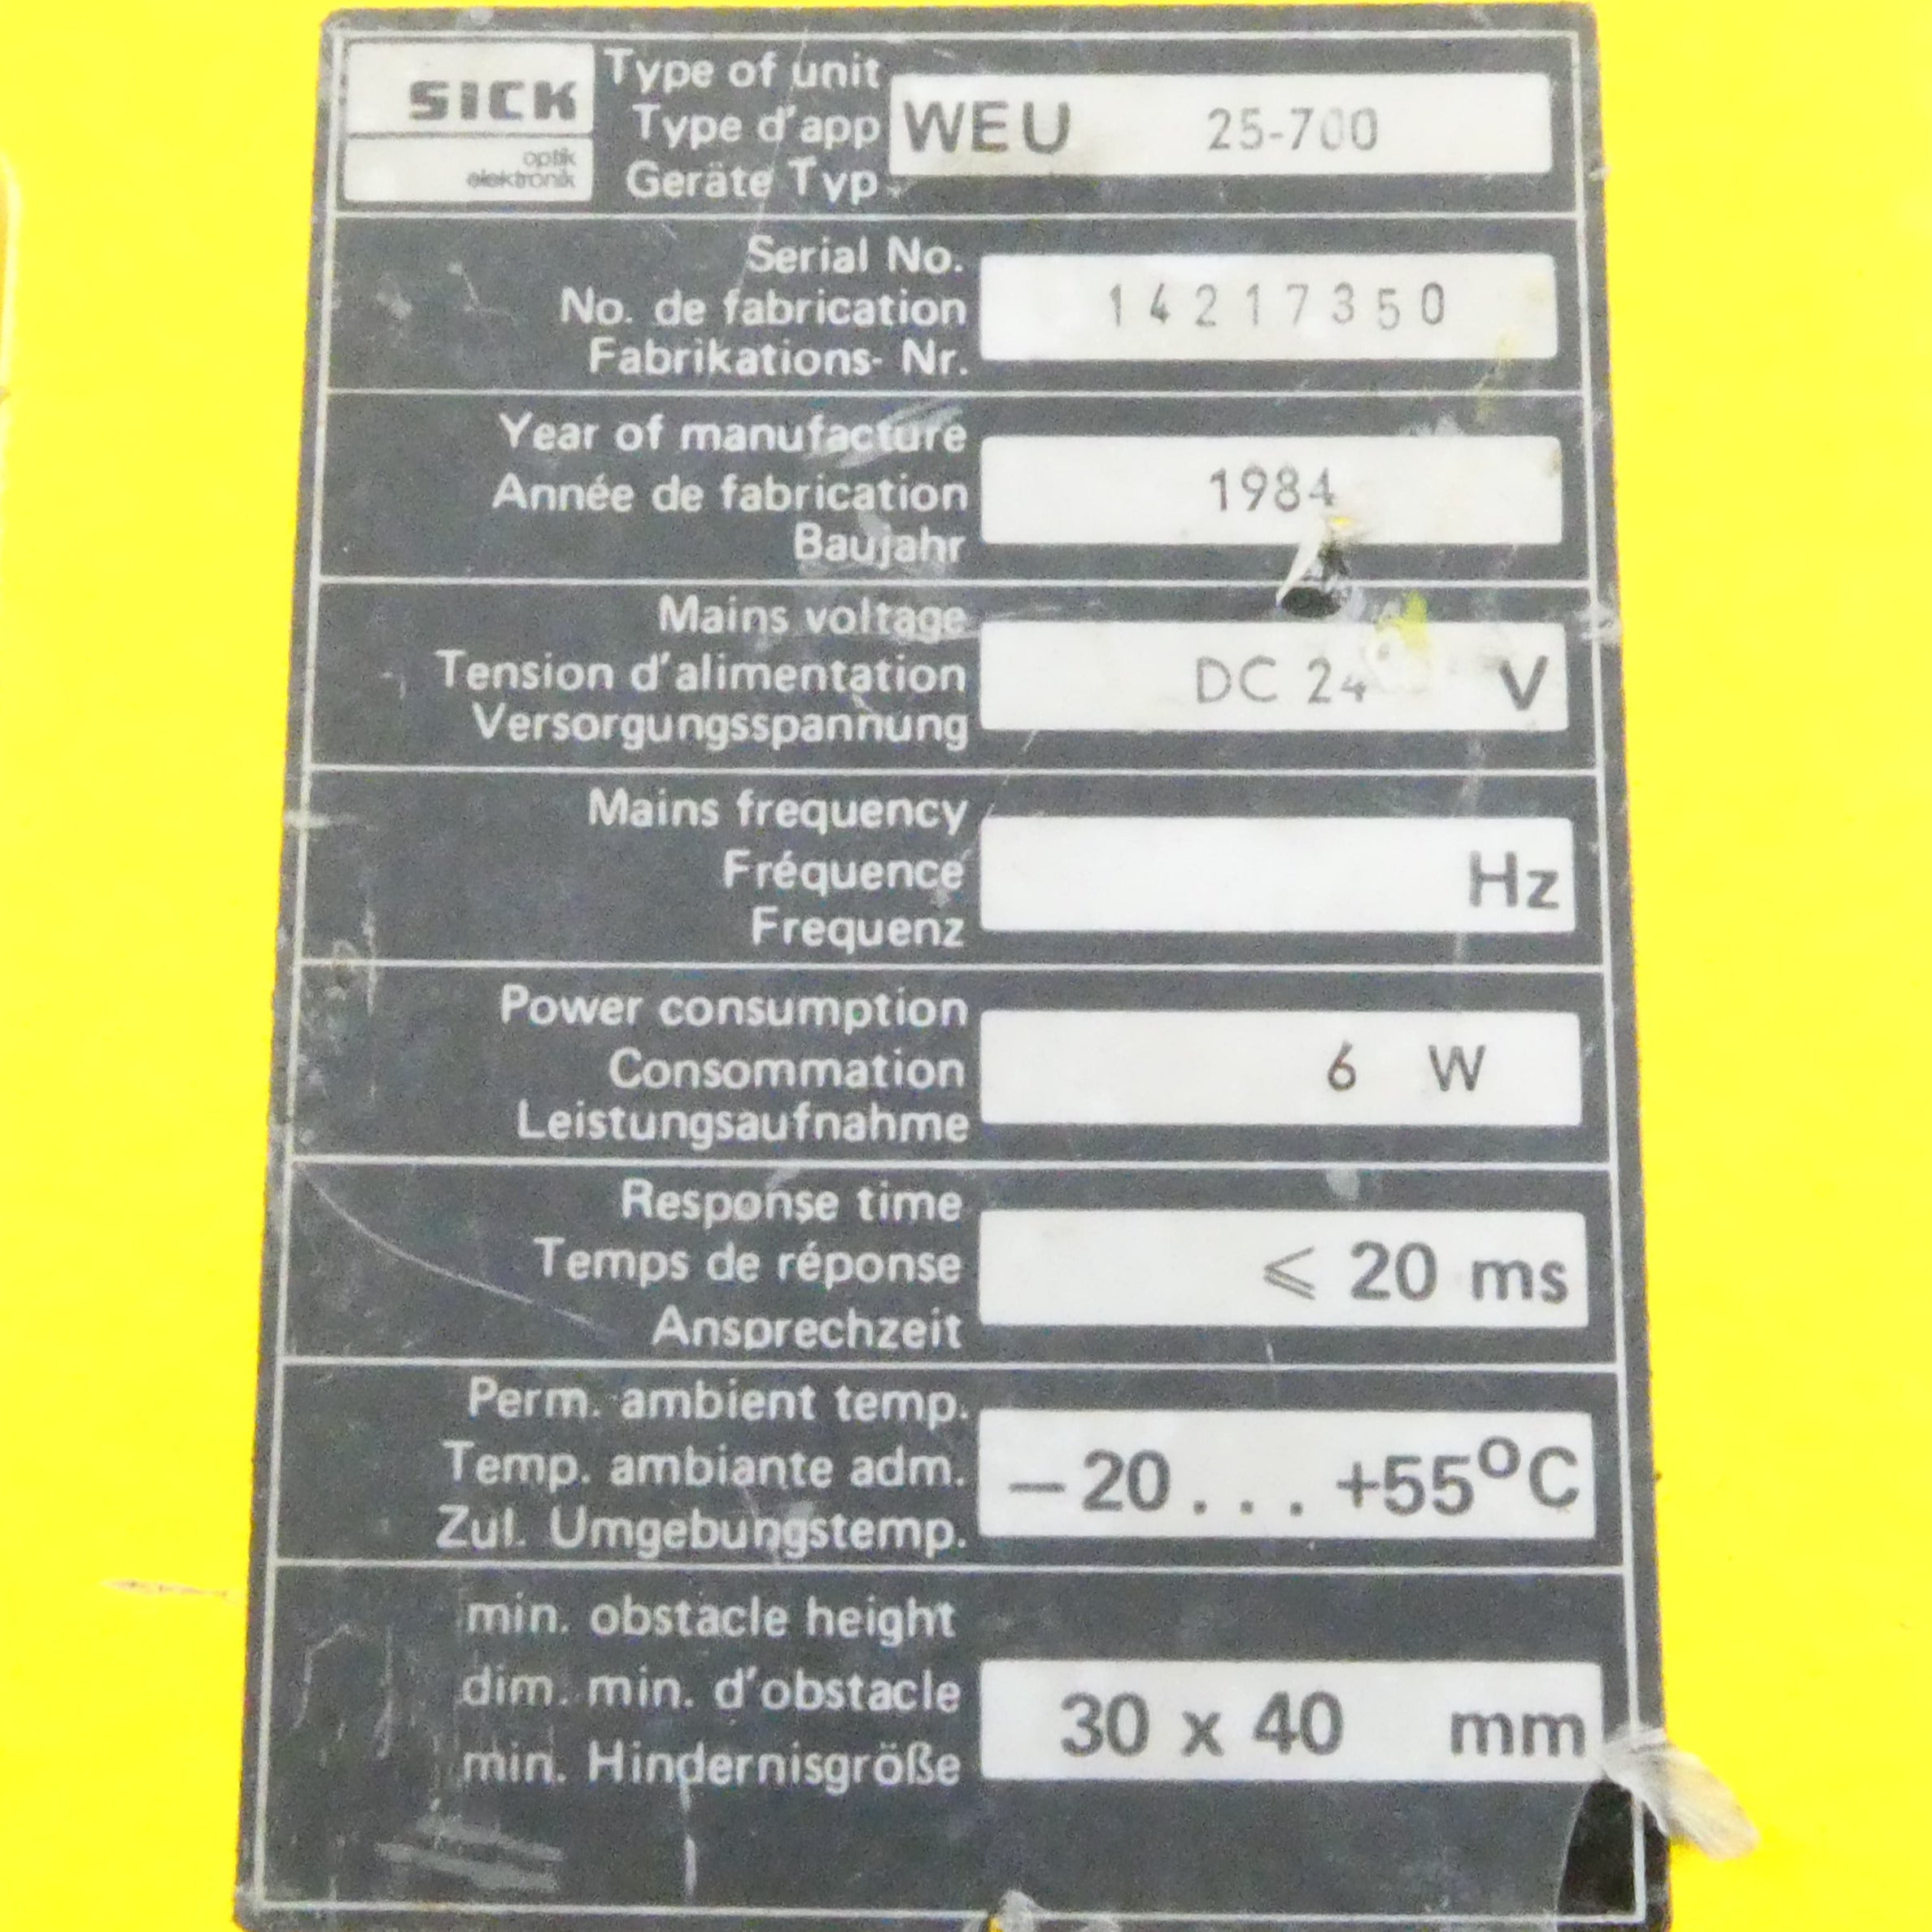 SICK
optik
elektronik
Type of unit
Type d'app
Geräte Typ
WEU 25-700
Serial No.
No. de fabrication
Fabrikations- Nr.
14217350
Year of manufacture
Année de fabrication
Baujahr
1984
Mains voltage
Tension d'alimentation
Versorgungsspannung
DC 24 V
Mains frequency
Fréquence
Frequenz
Hz
Power consumption
Consommation
Leistungsaufnahme
6 W
Response time
Temps de réponse
Ansprechzeit
⩽ 20 ms
Perm. ambient temp.
Temp. ambiante adm.
Zul. Umgebungstemp.
– 20 . . . +55°C
min. obstacle height
dim. min. d'obstacle
min. Hindernisgröße
30 x 40 mm